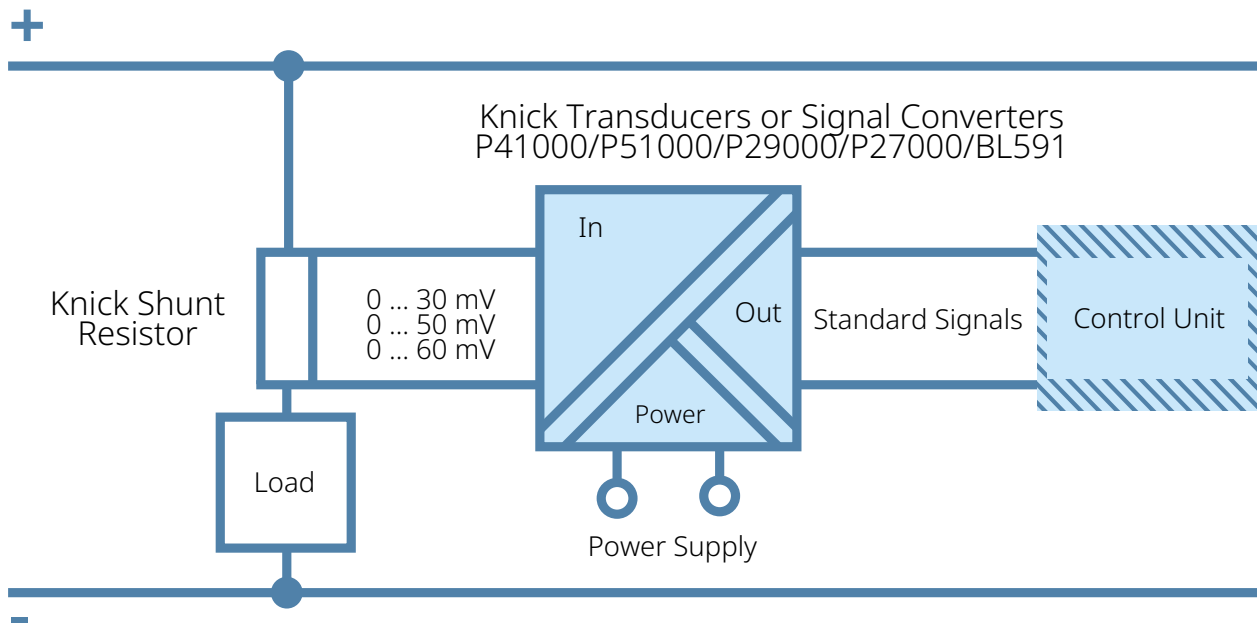 +
Knick Transducers or Signal Converters
P41000/P51000/P29000/P27000/BL591
In
Knick Shunt
Resistor
0 ... 30 mV
0 ... 50 mV
0 ... 60 mV
Out
Standard Signals
Control Unit
Power
Load
Power Supply
-